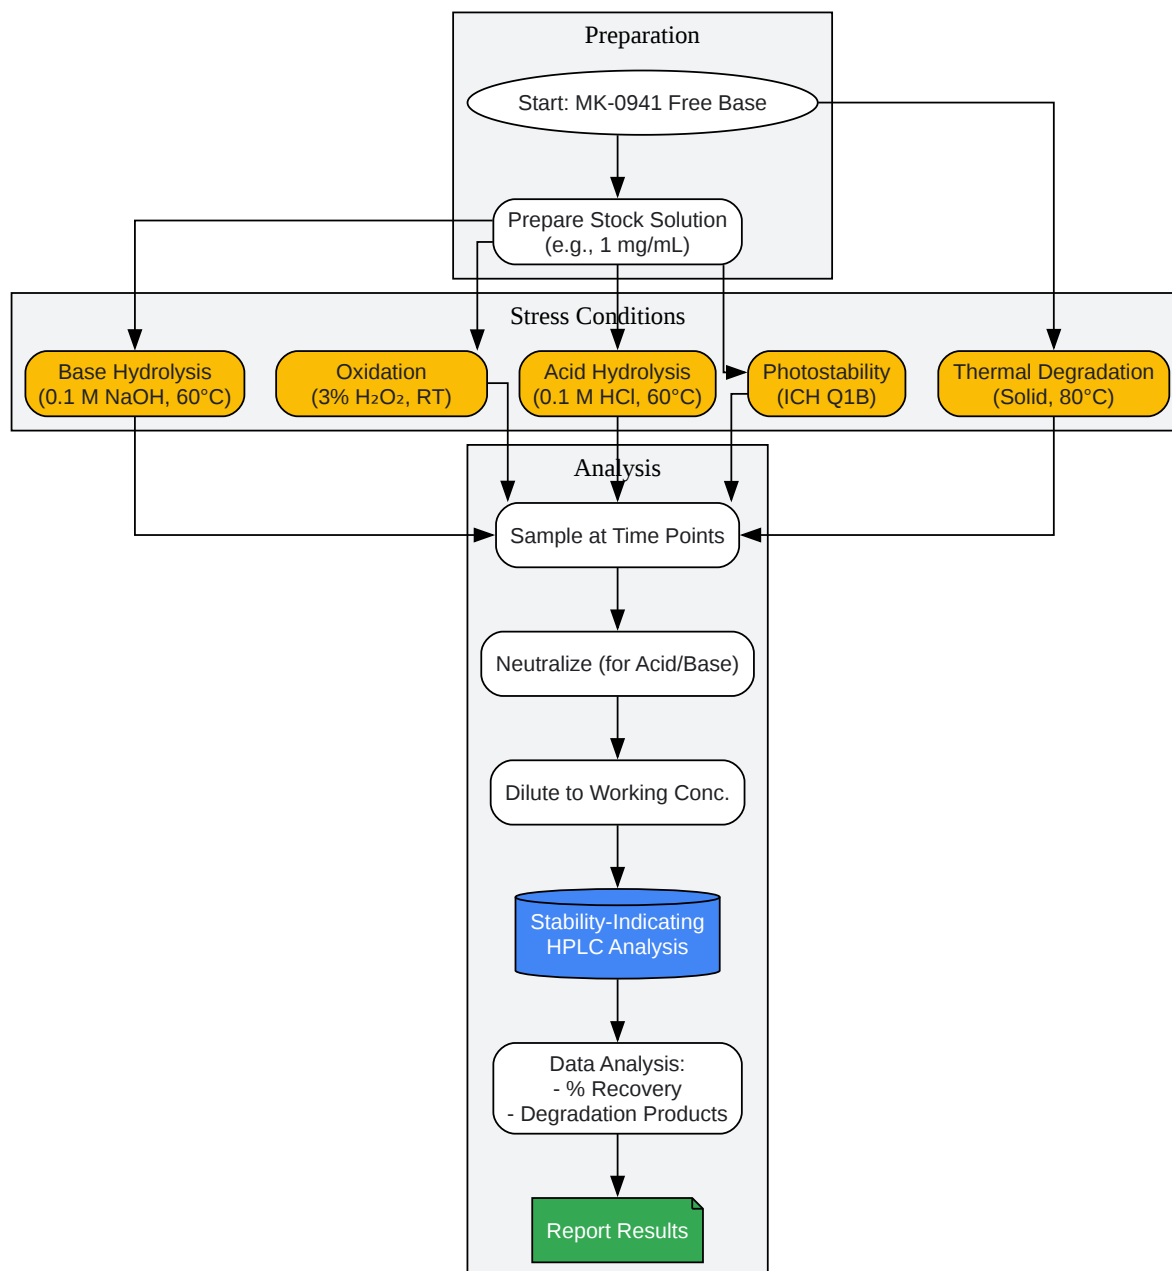 Preparation
Start: MK-0941 Free Base
Prepare Stock Solution
(e.g., 1 mg/mL)
Stress Conditions
Base Hydrolysis
(0.1 M NaOH, 60°C)
Oxidation
(3% H₂O₂, RT)
Acid Hydrolysis
(0.1 M HCl, 60°C)
Photostability
(ICH Q1B)
Thermal Degradation
(Solid, 80°C)
Analysis
Sample at Time Points
Neutralize (for Acid/Base)
Dilute to Working Conc.
Stability-Indicating
HPLC Analysis
Data Analysis:
- % Recovery
- Degradation Products
Report Results